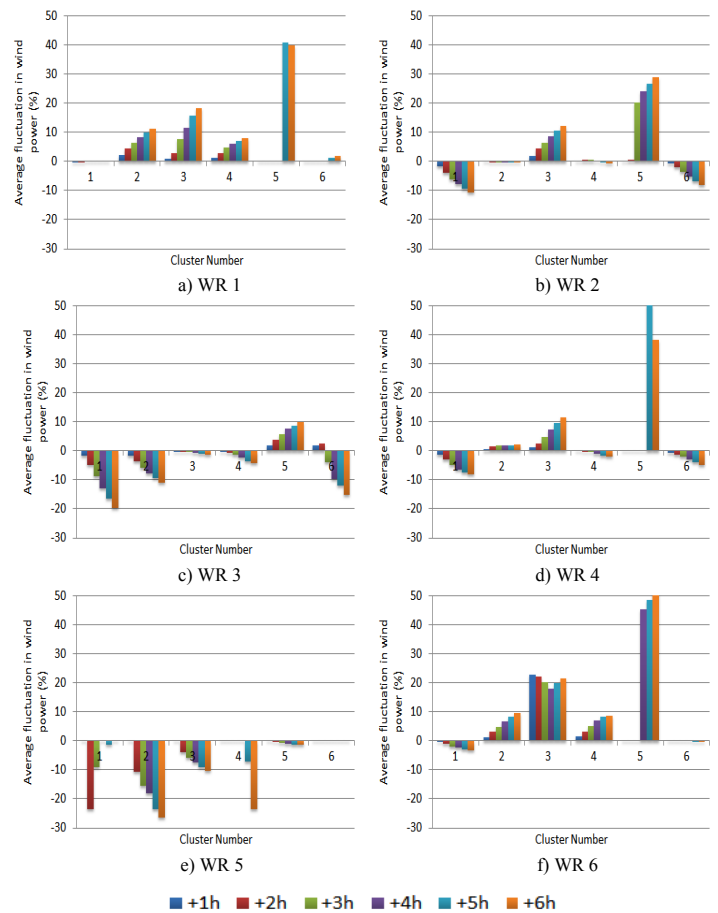 Average fluctuation in wind
power (%)
50
40
30
20
10
0
-10
-20
-30
1 2 3 4 5 6
Cluster Number
a) WR 1
Average fluctuation in wind
power (%)
50
40
30
20
10
0
-10
-20
-30
1 2 3 4 5 6
Cluster Number
b) WR 2
Average fluctuation in wind
power (%)
50
40
30
20
10
0
-10
-20
-30
1 2 3 4 5 6
Cluster Number
c) WR 3
Average fluctuation in wind
power (%)
50
40
30
20
10
0
-10
-20
-30
1 2 3 4 5 6
Cluster Number
d) WR 4
Average fluctuation in wind
power (%)
50
40
30
20
10
0
-10
-20
-30
1 2 3 4 5 6
Cluster Number
e) WR 5
Average fluctuation in wind
power (%)
50
40
30
20
10
0
-10
-20
-30
1 2 3 4 5 6
Cluster Number
f) WR 6
+1h +2h +3h +4h +5h +6h